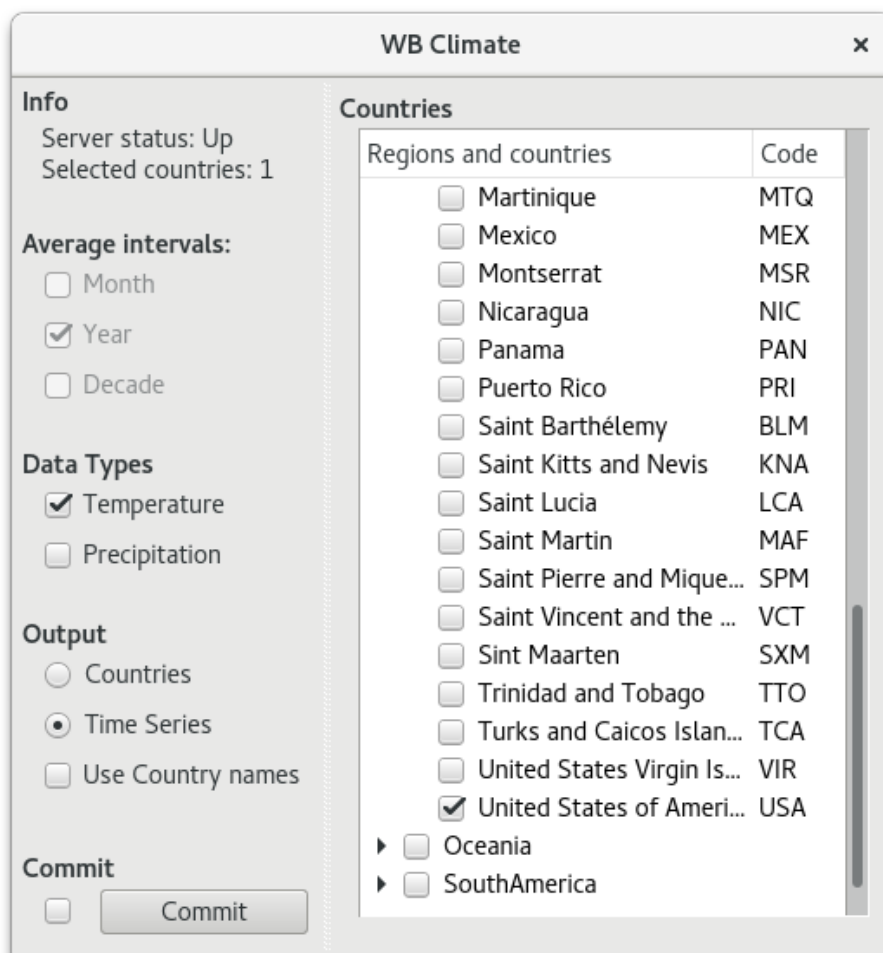 WB Climate
Info
Server status: Up
Selected countries: 1
Average intervals:
Month
Year
Decade
Data Types
Temperature
Precipitation
Output
Countries
Time Series
Use Country names
Commit
Commit
Countries
Regions and countries Code
Martinique MTQ
Mexico MEX
Montserrat MSR
Nicaragua NIC
Panama PAN
Puerto Rico PRI
Saint Barthélemy BLM
Saint Kitts and Nevis KNA
Saint Lucia LCA
Saint Martin MAF
Saint Pierre and Mique... SPM
Saint Vincent and the ... VCT
Sint Maarten SXM
Trinidad and Tobago TTO
Turks and Caicos Islan... TCA
United States Virgin Is... VIR
United States of Ameri... USA
Oceania
SouthAmerica